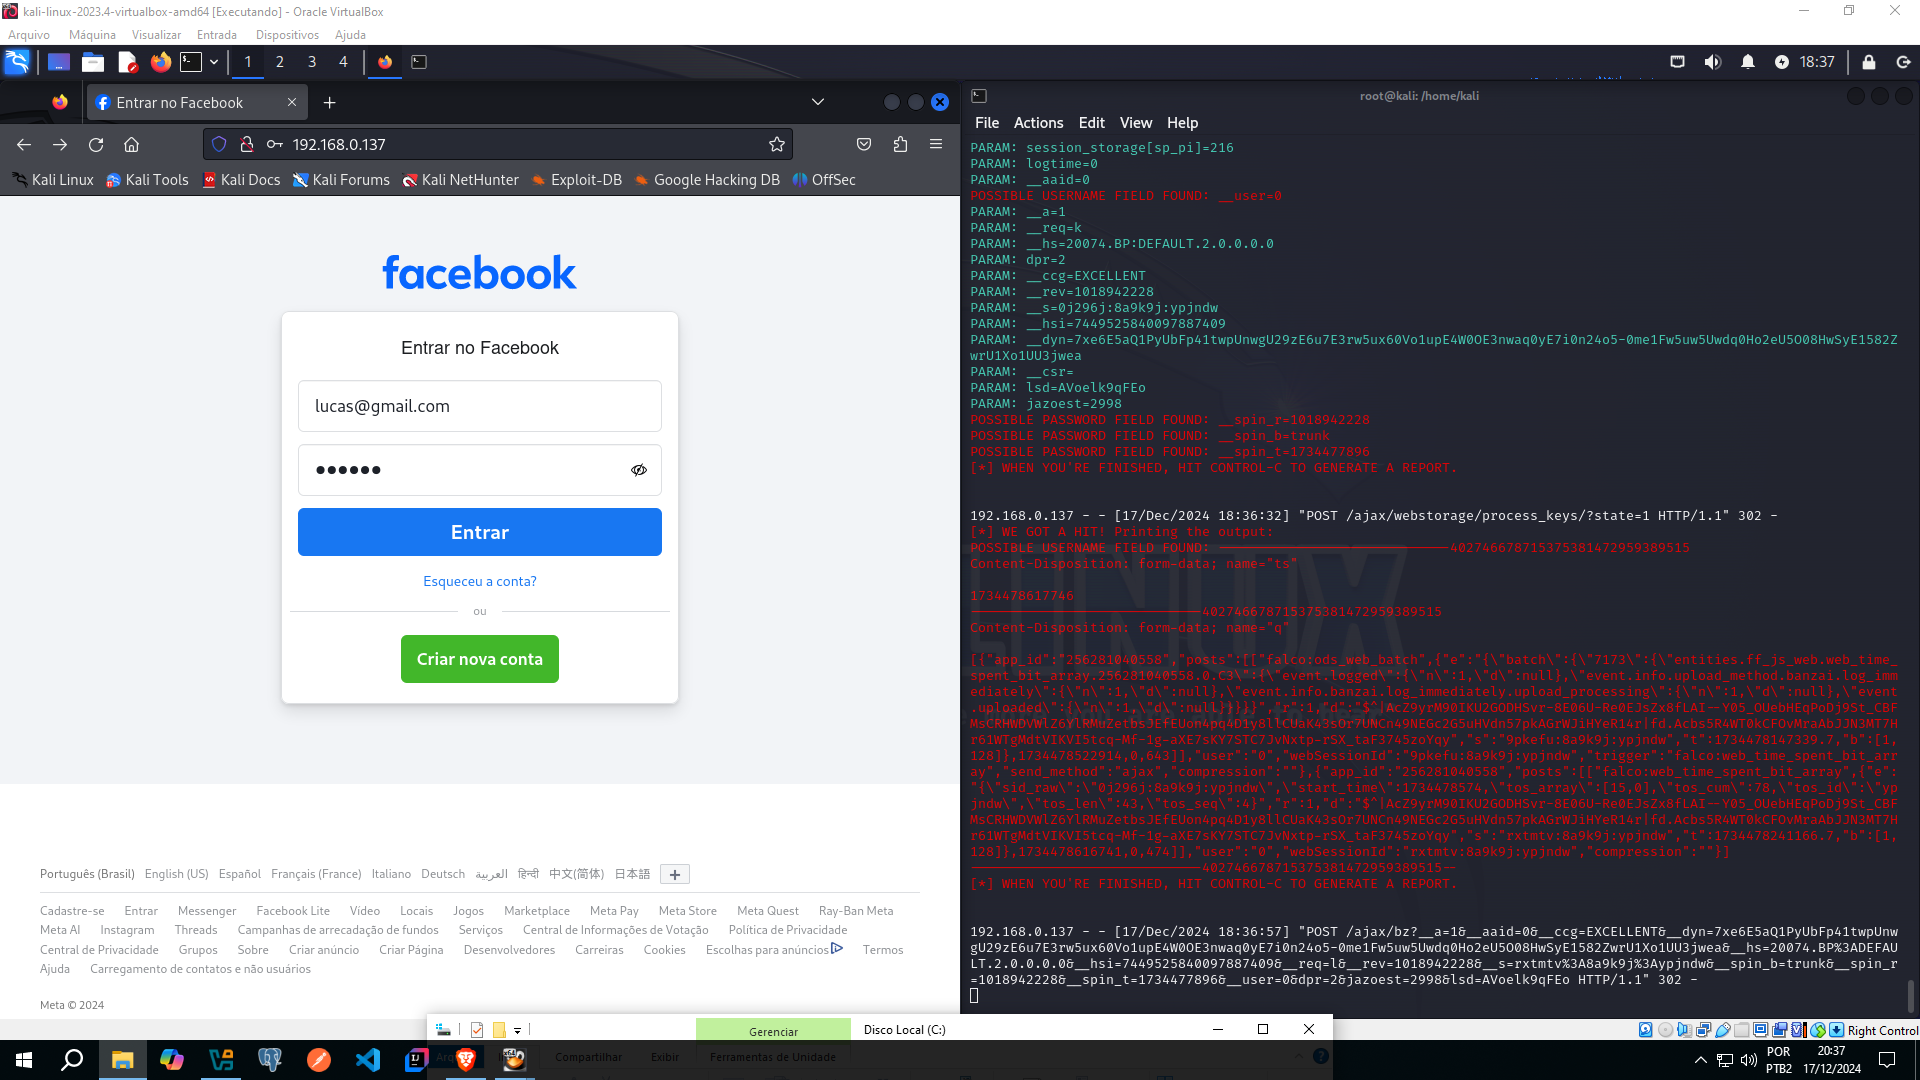 kali-linux-2023.4-virtualbox-amd64 [Executando] - Oracle VirtualBox
Arquivo Máquina Visualizar Entrada Dispositivos Ajuda
1 2 3 4 18:37
Entrar no Facebook
192.168.0.137
Kali Linux Kali Tools Kali Docs Kali Forums Kali NetHunter Exploit-DB Google Hacking DB OffSec
facebook
Entrar no Facebook
lucas@gmail.com
••••••
Entrar
Esqueceu a conta?
ou
Criar nova conta
Português (Brasil) English (US) Español Français (France) Italiano Deutsch العربية हिन्दी 中文(简体) 日本語
Cadastre-se Entrar Messenger Facebook Lite Vídeo Locais Jogos Marketplace Meta Pay Meta Store Meta Quest Ray-Ban Meta
Meta AI Instagram Threads Campanhas de arrecadação de fundos Serviços Central de Informações de Votação Política de Privacidade
Central de Privacidade Grupos Sobre Criar anúncio Criar Página Desenvolvedores Carreiras Cookies Escolhas para anúncios Termos
Ajuda Carregamento de contatos e não usuários
Meta © 2024
root@kali: /home/kali
File Actions Edit View Help
PARAM: session_storage[sp_pi]=216
PARAM: logtime=0
PARAM: __aaid=0
POSSIBLE USERNAME FIELD FOUND: __user=0
PARAM: __a=1
PARAM: __req=k
PARAM: __hs=20074.BP:DEFAULT.2.0.0.0.0
PARAM: dpr=2
PARAM: __ccg=EXCELLENT
PARAM: __rev=1018942228
PARAM: __s=0j296j:8a9k9j:ypjndw
PARAM: __hsi=7449525840097887409
PARAM: __dyn=7xe6E5aQ1PyUbFp41twpUnwgU29zE6u7E3rw5ux60Vo1upE4W0OE3nwaq0yE7i0n24o5-0me1Fw5uw5Uwdq0Ho2eU5O08HwSyE1582Z
wrU1Xo1UU3jwea
PARAM: __csr=
PARAM: lsd=AVoelk9qFEo
PARAM: jazoest=2998
POSSIBLE PASSWORD FIELD FOUND: __spin_r=1018942228
POSSIBLE PASSWORD FIELD FOUND: __spin_b=trunk
POSSIBLE PASSWORD FIELD FOUND: __spin_t=1734477896
[*] WHEN YOU'RE FINISHED, HIT CONTROL-C TO GENERATE A REPORT.
192.168.0.137 - - [17/Dec/2024 18:36:32] "POST /ajax/webstorage/process_keys/?state=1 HTTP/1.1" 302 -
[*] WE GOT A HIT! Printing the output:
POSSIBLE USERNAME FIELD FOUND: -----------------------------402746678715375381472959389515
Content-Disposition: form-data; name="ts"
1734478617746
-----------------------------402746678715375381472959389515
Content-Disposition: form-data; name="q"
[{"app_id":"256281040558","posts":[["falco:ods_web_batch",{"e":"{\"batch\":{\"7173\":{\"entities.ff_js_web.web_time_
spent_bit_array.256281040558.0.C3\":{\"event.logged\":{\"n\":1,\"d\":null},\"event.info.upload_method.banzai.log_imm
ediately\":{\"n\":1,\"d\":null},\"event.info.banzai.log_immediately.upload_processing\":{\"n\":1,\"d\":null},\"event
.uploaded\":{\"n\":1,\"d\":null}}}}}","r":1,"d":"$^|AcZ9yrM90IKU2GODHSvr-8E06U-Re0EJsZx8fLAI--Y05_OUebHEqPoDj9St_CBF
MsCRHWDVWlZ6YlRMuZetbsJEfEUon4pq4D1y8llCUaK43sOr7UNCn49NEGc2G5uHVdn57pkAGrWJiHYeR14r|fd.Acbs5R4WT0kCFOvMraAbJJN3MT7H
r61WTgMdtVIKVI5tcq-Mf-1g-aXE7sKY7STC7JvNxtp-rSX_taF3745zoYqy","s":"9pkefu:8a9k9j:ypjndw","t":1734478147339.7,"b":[1,
128]},1734478522914,0,643]],"user":"0","webSessionId":"9pkefu:8a9k9j:ypjndw","trigger":"falco:web_time_spent_bit_arr
ay","send_method":"ajax","compression":""},{"app_id":"256281040558","posts":[["falco:web_time_spent_bit_array",{"e":
"{\"sid_raw\":\"0j296j:8a9k9j:ypjndw\",\"start_time\":1734478574,\"tos_array\":[15,0],\"tos_cum\":78,\"tos_id\":\"yp
jndw\",\"tos_len\":43,\"tos_seq\":4}","r":1,"d":"$^|AcZ9yrM90IKU2GODHSvr-8E06U-Re0EJsZx8fLAI--Y05_OUebHEqPoDj9St_CBF
MsCRHWDVWlZ6YlRMuZetbsJEfEUon4pq4D1y8llCUaK43sOr7UNCn49NEGc2G5uHVdn57pkAGrWJiHYeR14r|fd.Acbs5R4WT0kCFOvMraAbJJN3MT7H
r61WTgMdtVIKVI5tcq-Mf-1g-aXE7sKY7STC7JvNxtp-rSX_taF3745zoYqy","s":"rxtmtv:8a9k9j:ypjndw","t":1734478241166.7,"b":[1,
128]},1734478616741,0,474]],"user":"0","webSessionId":"rxtmtv:8a9k9j:ypjndw","compression":""}]
-----------------------------402746678715375381472959389515--
[*] WHEN YOU'RE FINISHED, HIT CONTROL-C TO GENERATE A REPORT.
192.168.0.137 - - [17/Dec/2024 18:36:57] "POST /ajax/bz?__a=1&__aaid=0&__ccg=EXCELLENT&__dyn=7xe6E5aQ1PyUbFp41twpUnw
gU29zE6u7E3rw5ux60Vo1upE4W0OE3nwaq0yE7i0n24o5-0me1Fw5uw5Uwdq0Ho2eU5O08HwSyE1582ZwrU1Xo1UU3jwea&__hs=20074.BP%3ADEFAU
LT.2.0.0.0.0&__hsi=7449525840097887409&__req=l&__rev=1018942228&__s=rxtmtv%3A8a9k9j%3Aypjndw&__spin_b=trunk&__spin_r
=1018942228&__spin_t=1734477896&__user=0&dpr=2&jazoest=2998&lsd=AVoelk9qFEo HTTP/1.1" 302 -
Gerenciar Disco Local (C:)
Compartilhar Exibir Ferramentas de Unidade
Right Control
POR
PTB2
20:37
17/12/2024